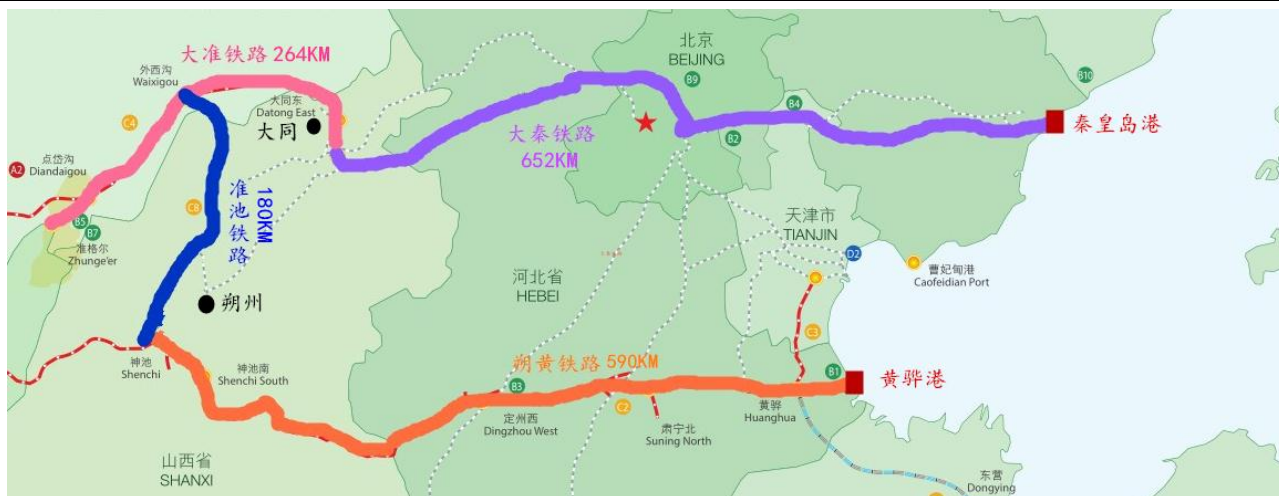 大准铁路 264KM
外西沟
Waixigou
北京
BEIJING
B9
B10
C4
大同东
Datong East
大同
B4
大秦铁路
652KM
B2
秦皇岛港
A2
点岱沟
Diandaigou
准池铁路
180KM
C8
B5
B7
准格尔
Zhunge'er
天津市
TIANJIN
D2
曹妃甸港
Caofeidian Port
河北省
HEBEI
朔州
C3
神池
Shenchi
神池南
Shenchi South
朔黄铁路 590KM
B3
B1
黄骅港
C2
定州西
Dingzhou West
肃宁北
Suning North
黄骅
Huanghua
山西省
SHANXI
东营
Dongying